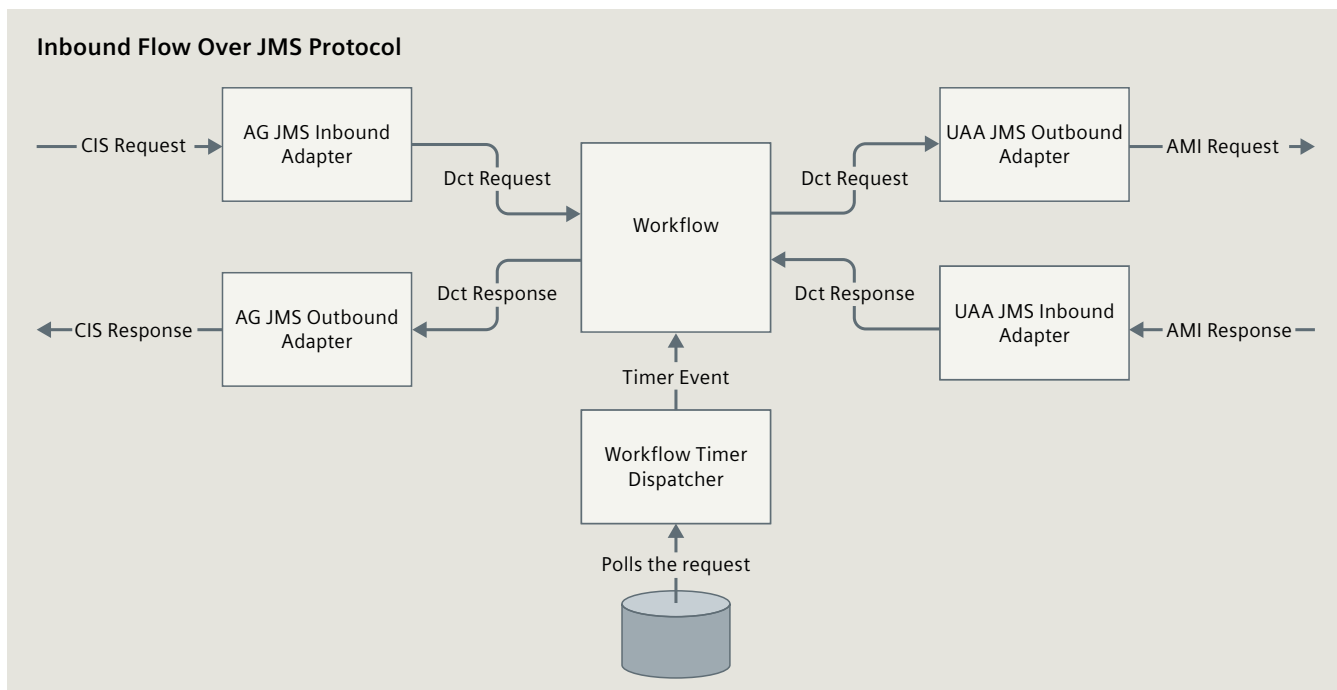 Inbound Flow Over JMS Protocol
CIS Request
AG JMS Inbound
Adapter
Dct Request
Workflow
Dct Request
UAA JMS Outbound
Adapter
AMI Request
CIS Response
AG JMS Outbound
Adapter
Dct Response
Dct Response
UAA JMS Inbound
Adapter
AMI Response
Timer Event
Workflow Timer
Dispatcher
Polls the request